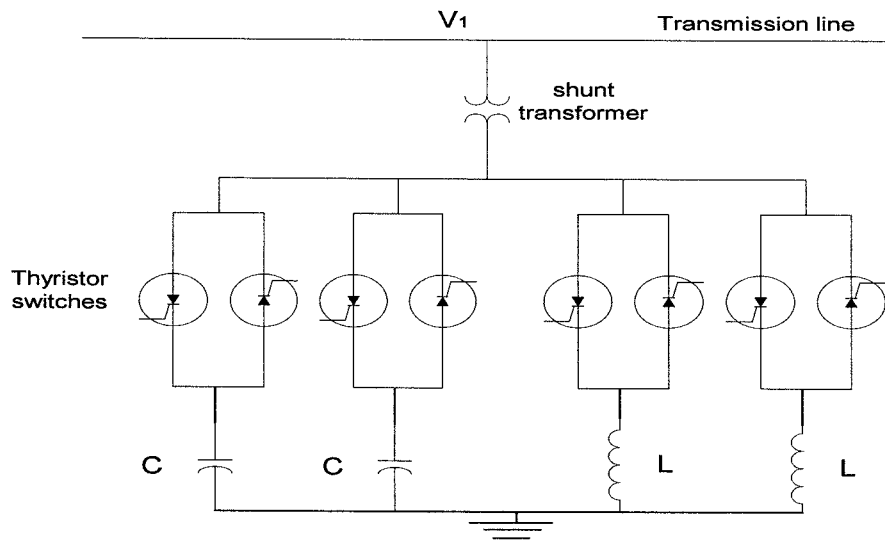 V₁
Transmission line
shunt
transformer
Thyristor
switches
C
C
L
L